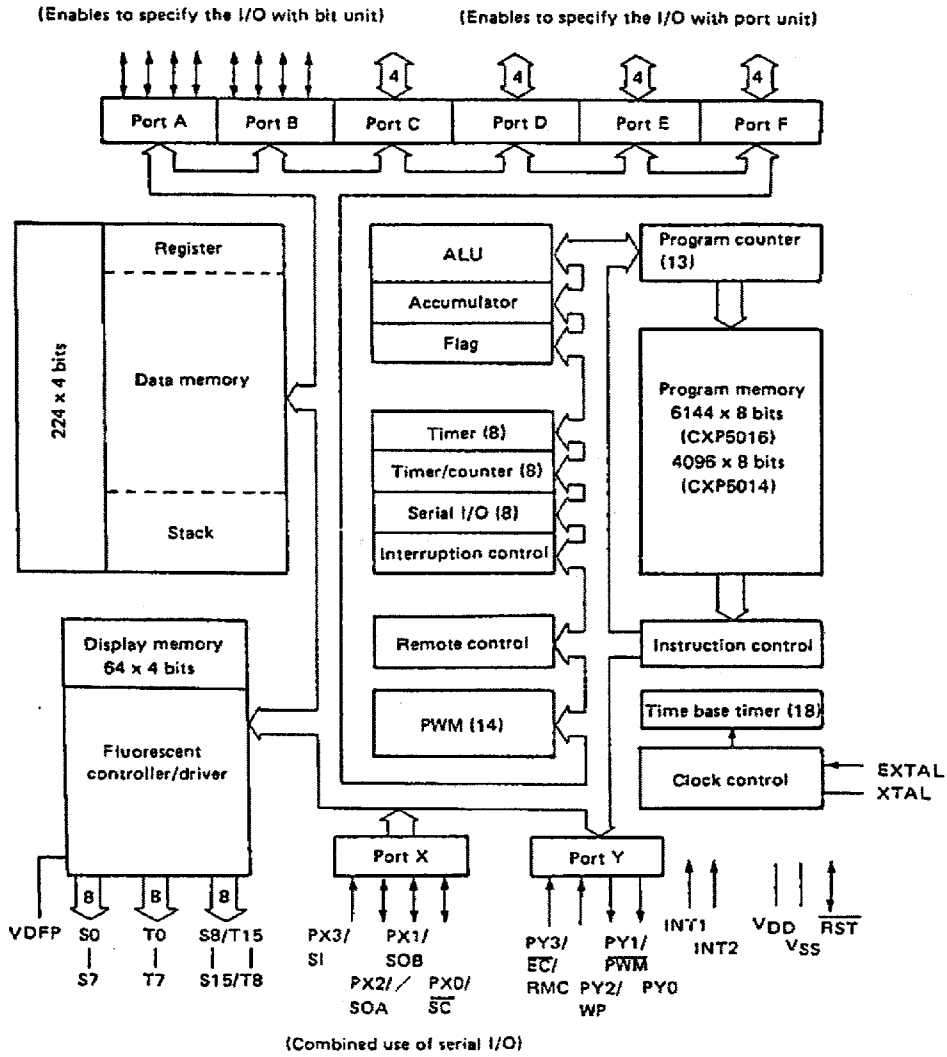 (Enables to specify the I/O with bit unit)
(Enables to specify the I/O with port unit)
4
4
4
4
Port A
Port B
Port C
Port D
Port E
Port F
224 x 4 bits
Register
Data memory
Stack
ALU
Accumulator
Flag
Timer (8)
Timer/counter (8)
Serial I/O (8)
Interruption control
Remote control
PWM (14)
Program counter
(13)
Program memory
6144 x 8 bits
(CXP5016)
4096 x 8 bits
(CXP5014)
Instruction control
Time base timer (18)
Clock control
EXTAL
XTAL
Display memory
64 x 4 bits
Fluorescent
controller/driver
8
8
8
VDFP
S0
S7
T0
T7
S8/T15
S15/T8
Port X
PX3/
SI
PX2/
SOA
PX1/
SOB
PX0/
SC
Port Y
PY3/
EC/
RMC
PY2/
WP
PY1/
PWM
PY0
INT1
INT2
VDD
VSS
RST
(Combined use of serial I/O)